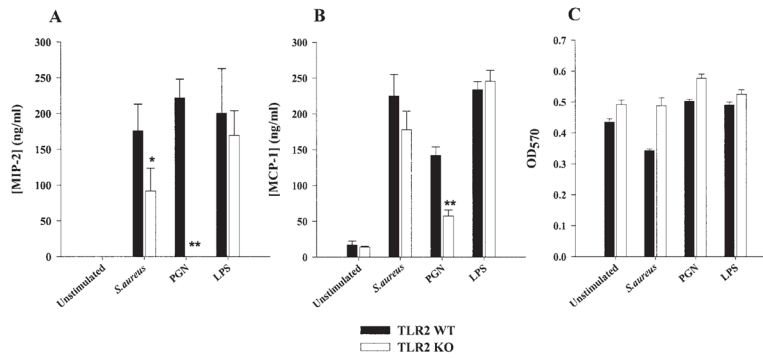 A
B
C
[MIP-2] (ng/ml)
300
250
200
150
100
50
0
*
**
Unstimulated
S.aureus
PGN
LPS
[MCP-1] (ng/ml)
300
250
200
150
100
50
0
**
Unstimulated
S.aureus
PGN
LPS
OD570
0.7
0.6
0.5
0.4
0.3
0.2
0.1
0.0
Unstimulated
S.aureus
PGN
LPS
TLR2 WT
TLR2 KO